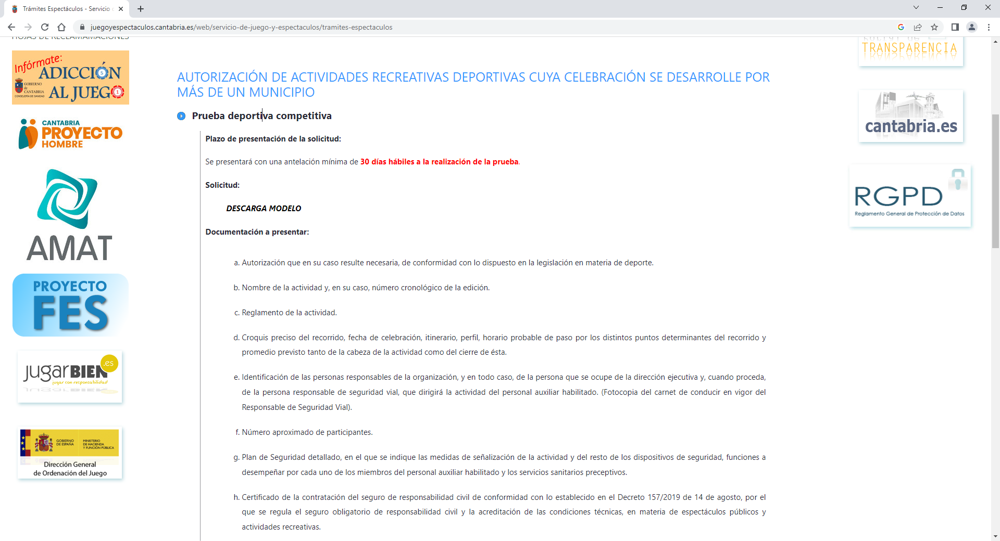 Trámites Espectáculos - Servicio
juegoyespectaculos.cantabria.es/web/servicio-de-juego-y-espectaculos/tramites-espectaculos
HOJAS DE RECLAMAMACIONES
Infórmate:
ADICCIÓN
AL JUEGO
GOBIERNO
de
CANTABRIA
CONSEJERÍA DE SANIDAD
5
1
CANTABRIA
PROYECTO
HOMBRE
AMAT
PROYECTO
FES
jugarBIEN
.es
jugar con responsabilidad
GOBIERNO
DE ESPAÑA
MINISTERIO
DE HACIENDA
Y FUNCIÓN PÚBLICA
Dirección General
de Ordenación del Juego
AUTORIZACIÓN DE ACTIVIDADES RECREATIVAS DEPORTIVAS CUYA CELEBRACIÓN SE DESARROLLE POR
MÁS DE UN MUNICIPIO
Prueba deportiva competitiva
Plazo de presentación de la solicitud:
Se presentará con una antelación mínima de 30 días hábiles a la realización de la prueba.
Solicitud:
DESCARGA MODELO
Documentación a presentar:
a. Autorización que en su caso resulte necesaria, de conformidad con lo dispuesto en la legislación en materia de deporte.
b. Nombre de la actividad y, en su caso, número cronológico de la edición.
c. Reglamento de la actividad.
d. Croquis preciso del recorrido, fecha de celebración, itinerario, perfil, horario probable de paso por los distintos puntos determinantes del recorrido y
promedio previsto tanto de la cabeza de la actividad como del cierre de ésta.
e. Identificación de las personas responsables de la organización, y en todo caso, de la persona que se ocupe de la dirección ejecutiva y, cuando proceda,
de la persona responsable de seguridad vial, que dirigirá la actividad del personal auxiliar habilitado. (Fotocopia del carnet de conducir en vigor del
Responsable de Seguridad Vial).
f. Número aproximado de participantes.
g. Plan de Seguridad detallado, en el que se indique las medidas de señalización de la actividad y del resto de los dispositivos de seguridad, funciones a
desempeñar por cada uno de los miembros del personal auxiliar habilitado y los servicios sanitarios preceptivos.
h. Certificado de la contratación del seguro de responsabilidad civil de conformidad con lo establecido en el Decreto 157/2019 de 14 de agosto, por el
que se regula el seguro obligatorio de responsabilidad civil y la acreditación de las condiciones técnicas, en materia de espectáculos públicos y
actividades recreativas.
TRANSPARENCIA
cantabria.es
RGPD
Reglamento General de Protección de Datos